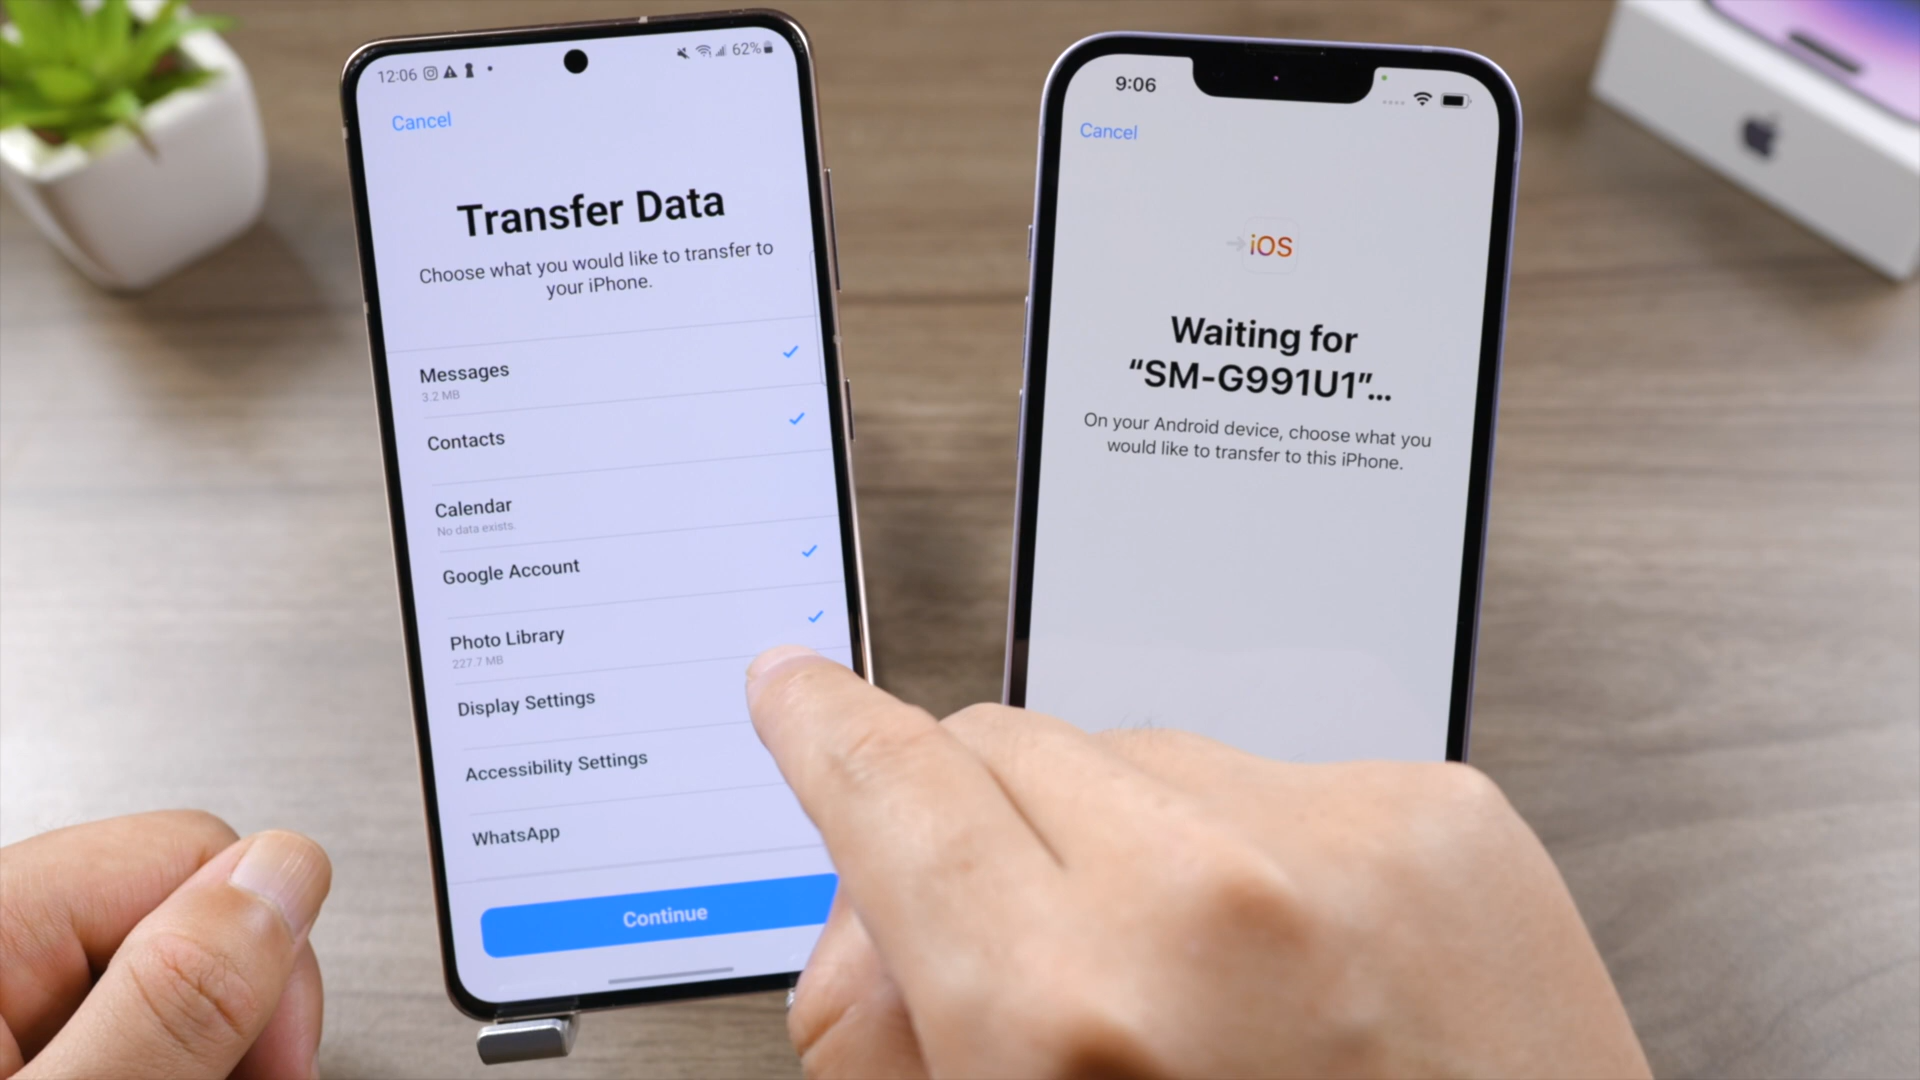 12:06
62%
Cancel
Transfer Data
Choose what you would like to transfer to
your iPhone.
Messages
3.2 MB
Contacts
Calendar
No data exists.
Google Account
Photo Library
227.7 MB
Display Settings
Accessibility Settings
WhatsApp
Continue
9:06
Cancel
iOS
Waiting for
“SM-G991U1”...
On your Android device, choose what you
would like to transfer to this iPhone.